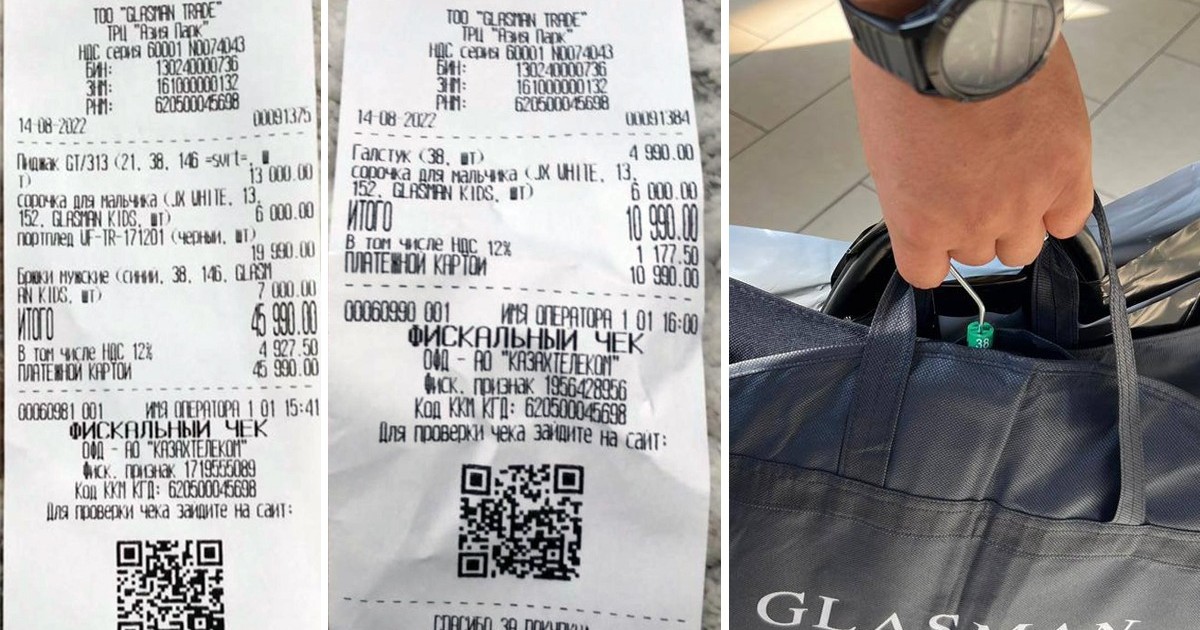 ТОО "GLASMAN TRADE"
ТРЦ "Азия Парк"
НДС серия 60001 N0074043
БИН: 130240000736
ЗНМ: 161000000132
РНМ: 620500045698
14-08-2022 00091375
Пиджак GT/313 (21, 38, 146 =svrt=, ш
т) 13 000.00
сорочка для мальчика (JX WHITE, 13,
152, GLASMAN KIDS, шт) 6 000.00
портплед UF-TR-171201 (черный, шт)
19 990.00
Брюки мужские (синии, 38, 146, GLASM
AN KIDS, шт) 7 000.00
ИТОГО 45 990.00
В том числе НДС 12% 4 927.50
ПЛАТЕЖНОЙ КАРТОЙ 45 990.00
00060981 001 ИМЯ ОПЕРАТОРА 1 01 15:41
ФИСКАЛЬНЫЙ ЧЕК
ОФД - АО "КАЗАХТЕЛЕКОМ"
Фиск. признак 1719555089
Код ККМ КГД: 620500045698
Для проверки чека зайдите на сайт:
ТОО "GLASMAN TRADE"
ТРЦ "Азия Парк"
НДС серия 60001 N0074043
БИН: 130240000736
ЗНМ: 161000000132
РНМ: 620500045698
14-08-2022 00091384
Галстук (38, шт) 4 990.00
сорочка для мальчика (JX WHITE, 13,
152, GLASMAN KIDS, шт) 6 000.00
ИТОГО 10 990.00
В том числе НДС 12% 1 177.50
ПЛАТЕЖНОЙ КАРТОЙ 10 990.00
00060990 001 ИМЯ ОПЕРАТОРА 1 01 16:00
ФИСКАЛЬНЫЙ ЧЕК
ОФД - АО "КАЗАХТЕЛЕКОМ"
Фиск. признак 1956428956
Код ККМ КГД: 620500045698
Для проверки чека зайдите на сайт:
СПАСИБО ЗА ПОКУПКУ
38
GLASMAN